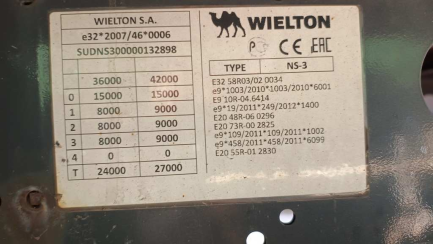 WIELTON S.A.
e32*2007/46*0006
SUDNS300000132898
36000 42000
0 15000 15000
1 8000 9000
2 8000 9000
3 8000 9000
4 0 0
T 24000 27000
WIELTON
CE EAC
TYPE NS-3
E32 58R03/02 0034
e9*1003/2010*1003/2010*6001
E9 10R-04.6414
e9*19/2011*249/2012*1400
E20 48R-06 0296
E20 73R-00 2825
e9*109/2011*109/2011*1002
e9*458/2011*458/2011*6099
E20 55R-01 2830